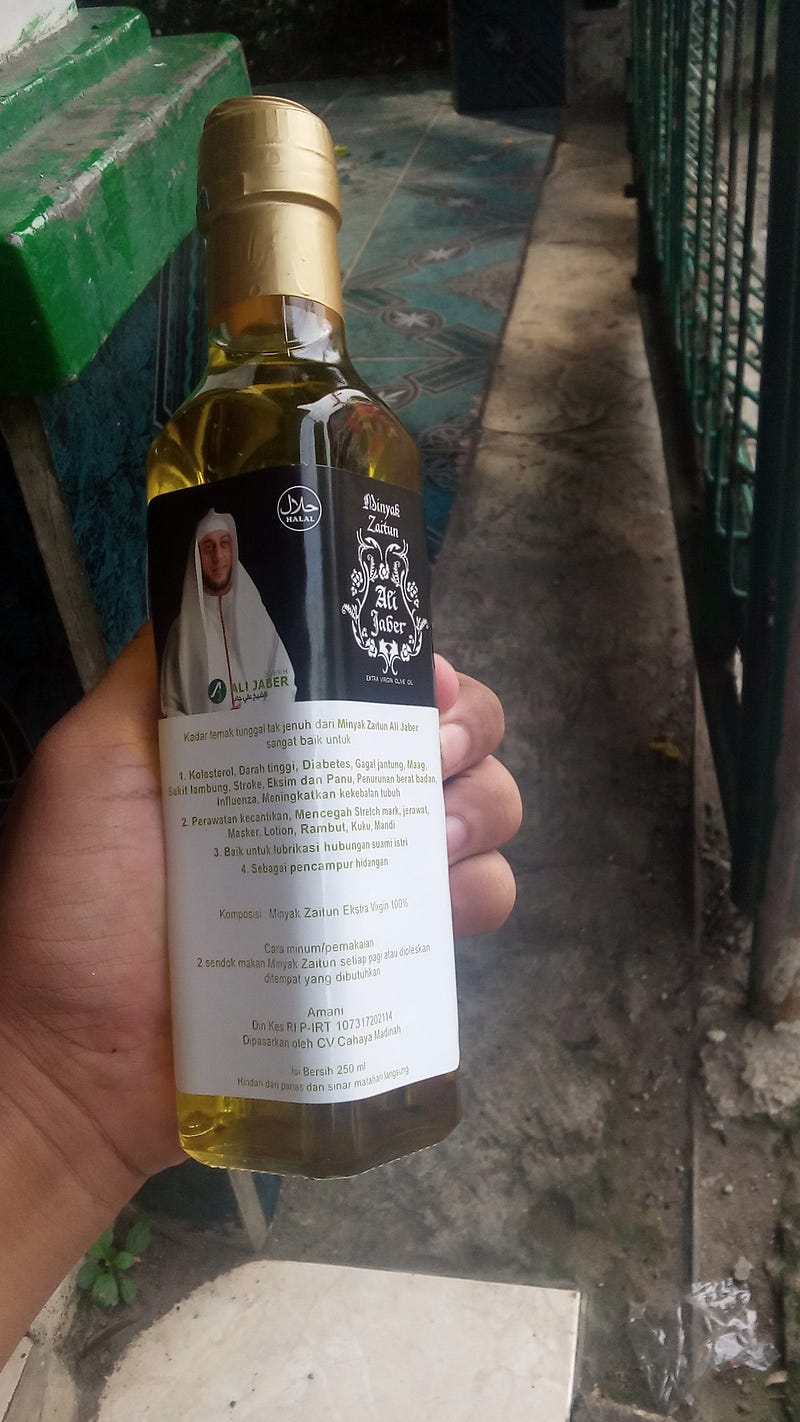 حلال
HALAL
Minyak
Zaitun
Ali
Jaber
EXTRA VIRGIN OLIVE OIL
ALI JABER
الشيخ علي جابر
Kadar lemak tunggal tak jenuh dari Minyak Zaitun Ali Jaber
sangat baik untuk
1. Kolesterol, Darah tinggi, Diabetes, Gagal jantung, Maag,
Sakit lambung, Stroke, Eksim dan Panu, Penurunan berat badan,
Influenza, Meningkatkan kekebalan tubuh
2. Perawatan kecantikan, Mencegah Stretch mark, jerawat,
Masker, Lotion, Rambut, Kuku, Mandi
3. Baik untuk lubrikasi hubungan suami istri
4. Sebagai pencampur hidangan
Komposisi : Minyak Zaitun Ekstra Virgin 100%
Cara minum/pemakaian
2 sendok makan Minyak Zaitun setiap pagi atau dioleskan
ditempat yang dibutuhkan
Amani
Din Kes RI P-IRT 107317202114
Dipasarkan oleh CV Cahaya Madinah
Isi Bersih 250 ml
Hindari dari panas dan sinar matahari langsung